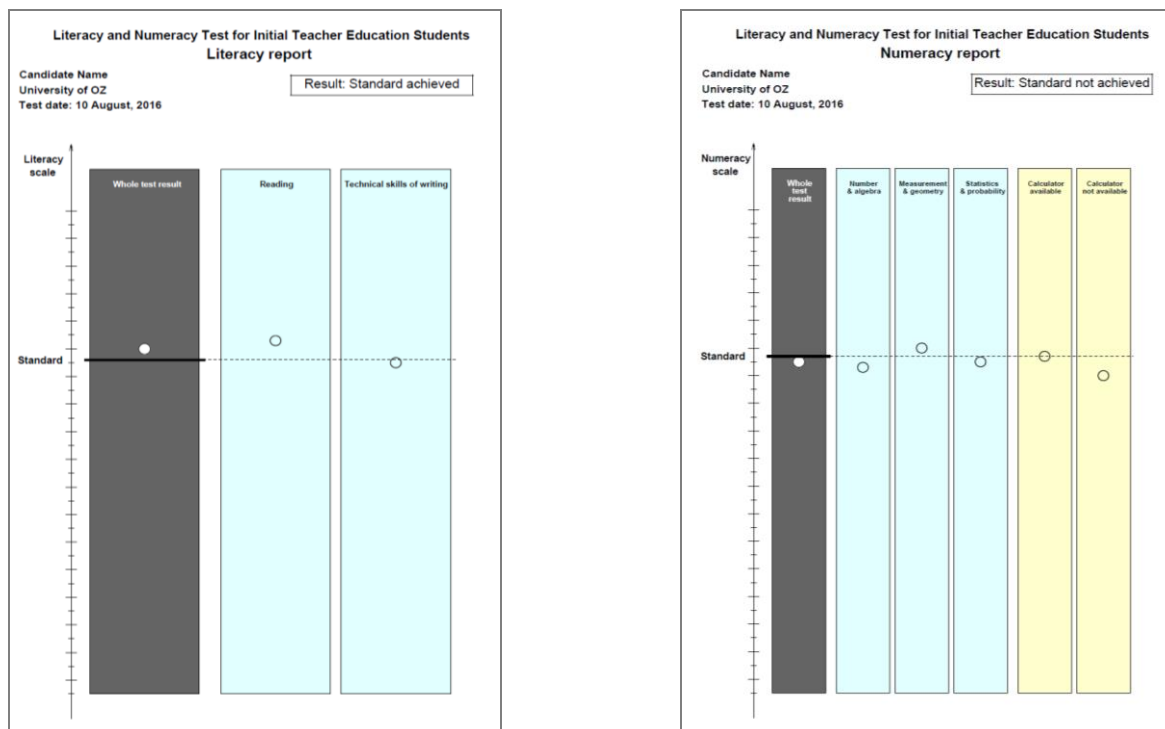 Literacy and Numeracy Test for Initial Teacher Education Students
Literacy report
Candidate Name
University of OZ
Test date: 10 August, 2016
Result: Standard achieved
Literacy
scale
Whole test result
Reading
Technical skills of writing
Standard
Literacy and Numeracy Test for Initial Teacher Education Students
Numeracy report
Candidate Name
University of OZ
Test date: 10 August, 2016
Result: Standard not achieved
Numeracy
scale
Whole
test
result
Number
& algebra
Measurement
& geometry
Statistics
& probability
Calculator
available
Calculator
not available
Standard